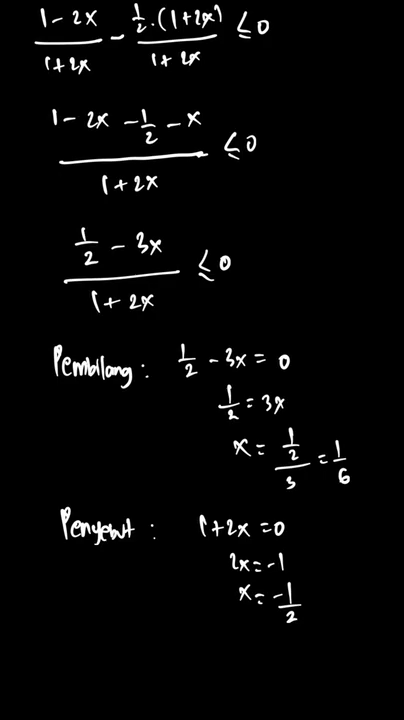 (1 - 2x)/(1 + 2x) - (1/2 · (1 + 2x))/(1 + 2x) ≤ 0
(1 - 2x - 1/2 - x)/(1 + 2x) ≤ 0
(1/2 - 3x)/(1 + 2x) ≤ 0
Pembilang : 1/2 - 3x = 0
1/2 = 3x
x = (1/2)/3 = 1/6
Penyebut : 1 + 2x = 0
2x = -1
x = -1/2